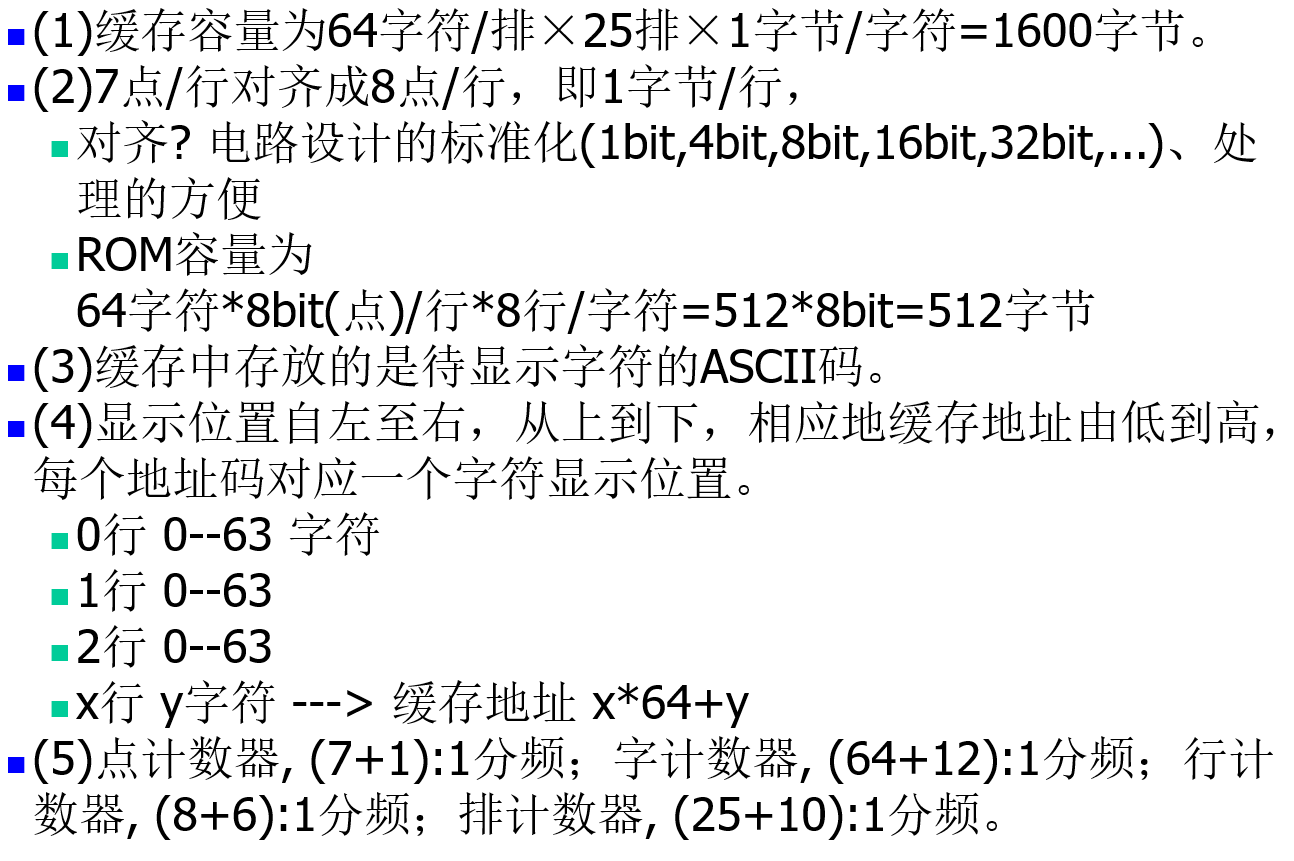 (1)缓存容量为64字符/排×25排×1字节/字符=1600字节。
(2)7点/行对齐成8点/行，即1字节/行，
对齐? 电路设计的标准化(1bit,4bit,8bit,16bit,32bit,...)、处
理的方便
ROM容量为
64字符*8bit(点)/行*8行/字符=512*8bit=512字节
(3)缓存中存放的是待显示字符的ASCII码。
(4)显示位置自左至右，从上到下，相应地缓存地址由低到高，
每个地址码对应一个字符显示位置。
0行 0--63 字符
1行 0--63
2行 0--63
x行 y字符 ---> 缓存地址 x*64+y
(5)点计数器, (7+1):1分频；字计数器, (64+12):1分频；行计
数器, (8+6):1分频；排计数器, (25+10):1分频。